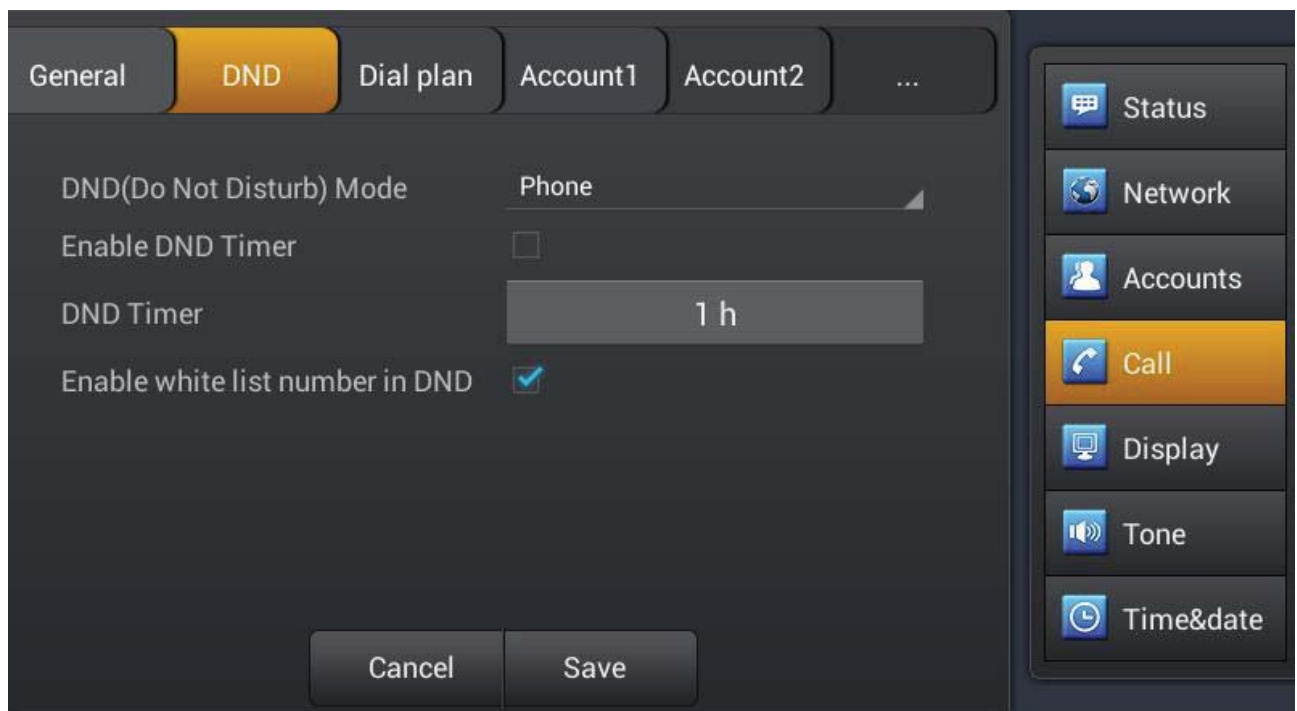 General DND Dial plan Account1 Account2 ...
DND(Do Not Disturb) Mode Phone
Enable DND Timer
DND Timer 1 h
Enable white list number in DND
Cancel Save
Status
Network
Accounts
Call
Display
Tone
Time&date